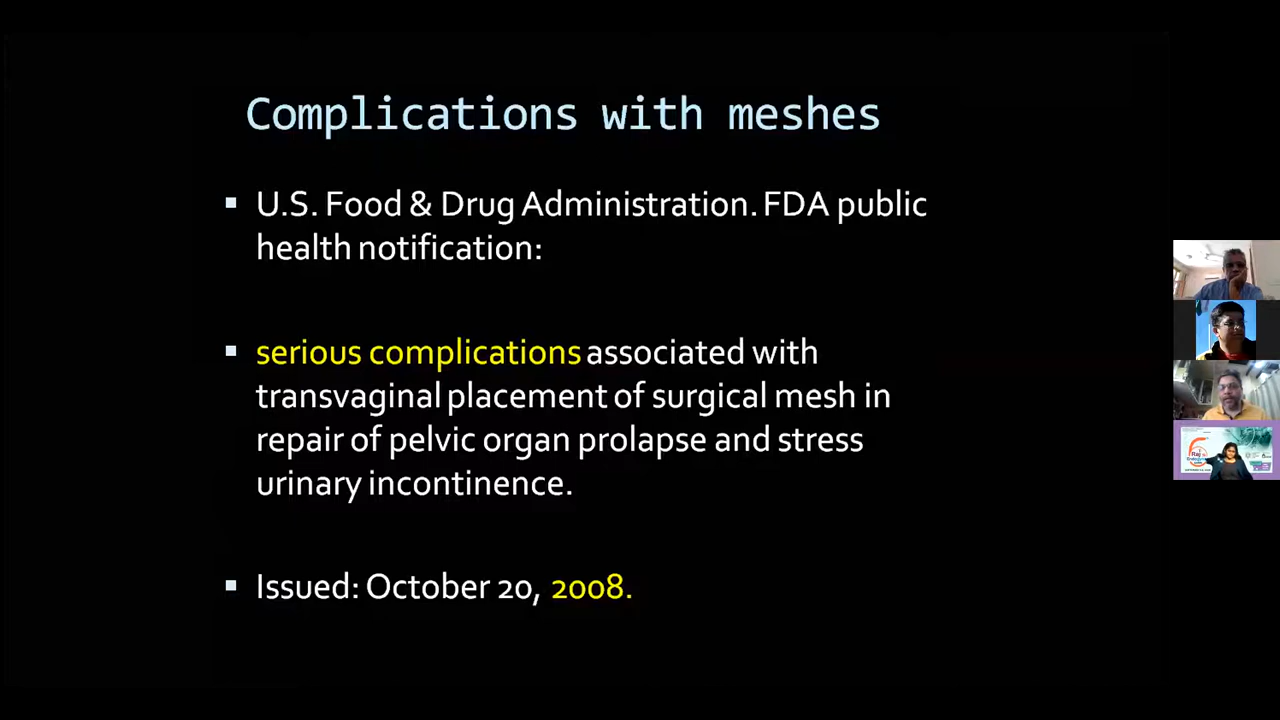 Complications with meshes
▪ U.S. Food & Drug Administration. FDA public
health notification:
▪ serious complications associated with
transvaginal placement of surgical mesh in
repair of pelvic organ prolapse and stress
urinary incontinence.
▪ Issued: October 20, 2008.